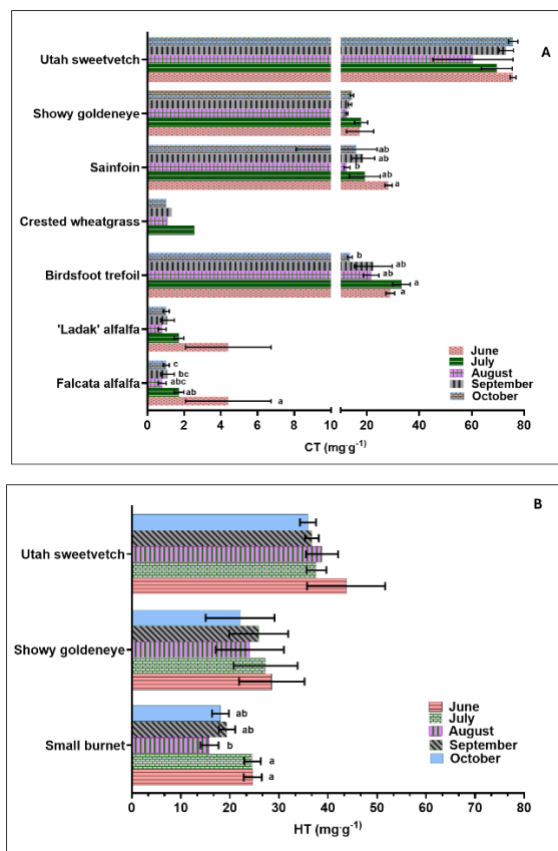 A
Utah sweetvetch
Showy goldeneye
ab
Sainfoin
ab
b
ab
a
Crested wheatgrass
b
Birdsfoot trefoil
ab
ab
a
a
'Ladak' alfalfa
June
July
August
September
October
c
bc
Falcata alfalfa
abc
ab
a
0 2 4 6 8 10 20 40 60 80
CT (mg·g-1)
B
Utah sweetvetch
Showy goldeneye
June
July
August
September
October
ab
ab
Small burnet
b
a
a
0 10 20 30 40 50 60 70 80
HT (mg·g-1)